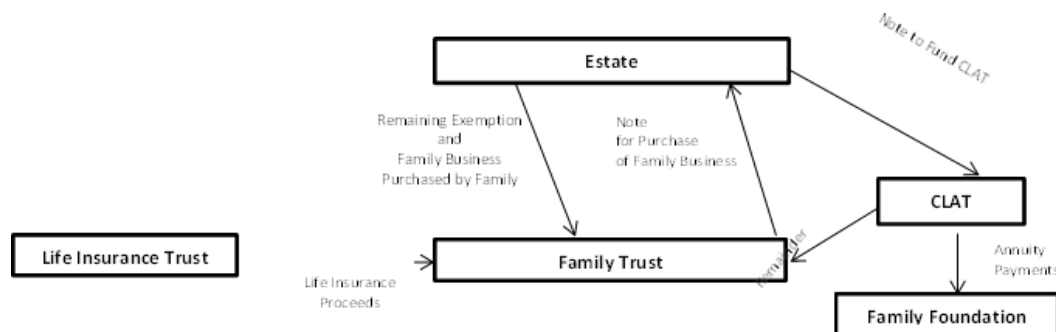 Note to Fund CLAT
Estate
Remaining Exemption
and
Family Business
Purchased by Family
Note
for Purchase
of Family Business
CLAT
Life Insurance Trust
Family Trust
Remainder
Life Insurance
Proceeds
Annuity
Payments
Family Foundation